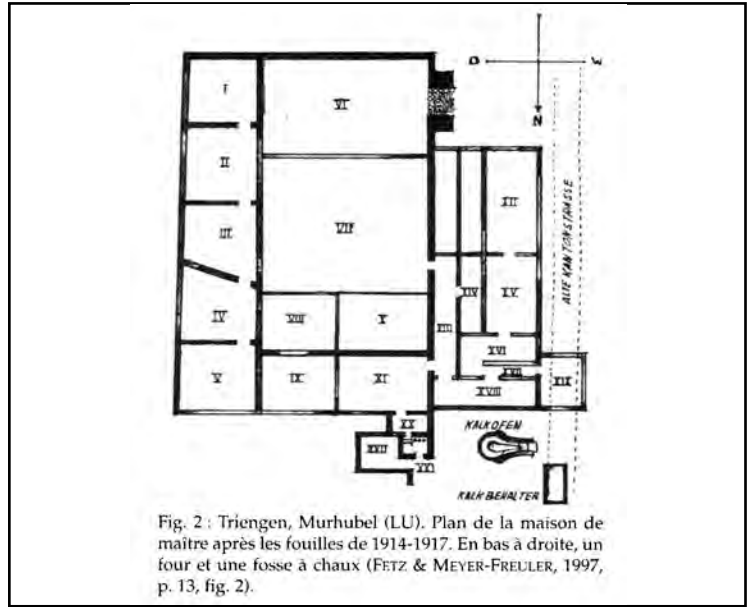 O W
N
I
VI
II
XII
ALTE KANTONSTRASSE
III
VII
XIV
XV
IV
VIII
X
XIII
XVI
V
IX
XI
XVIII
XIX
XX
XXII
XXI
KALKOFEN
KALKBEHALTER
Fig. 2 : Triengen, Murhubel (LU). Plan de la maison de
maître après les fouilles de 1914-1917. En bas à droite, un
four et une fosse à chaux (FETZ & MEYER-FREULER, 1997,
p. 13, fig. 2).